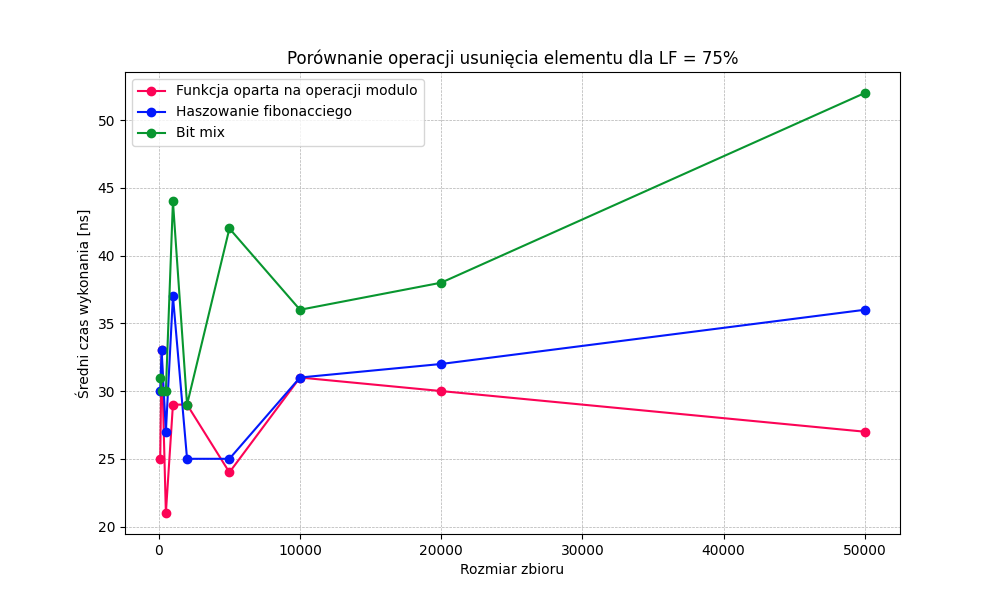 Porównanie operacji usunięcia elementu dla LF = 75%
Funkcja oparta na operacji modulo
Haszowanie fibonacciego
Bit mix
Średni czas wykonania [ns]
50
45
40
35
30
25
20
0 10000 20000 30000 40000 50000
Rozmiar zbioru